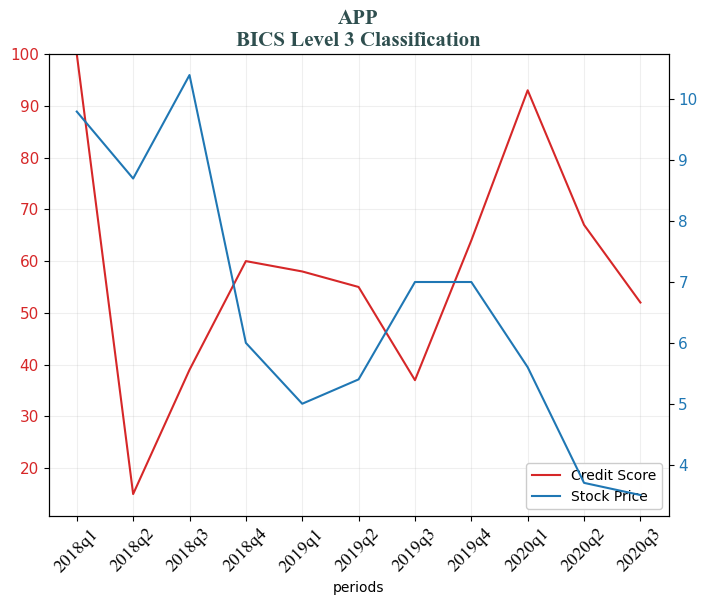 APP
BICS Level 3 Classification
100
90
80
70
60
50
40
30
20
10
9
8
7
6
5
4
Credit Score
Stock Price
2018q1
2018q2
2018q3
2018q4
2019q1
2019q2
2019q3
2019q4
2020q1
2020q2
2020q3
periods